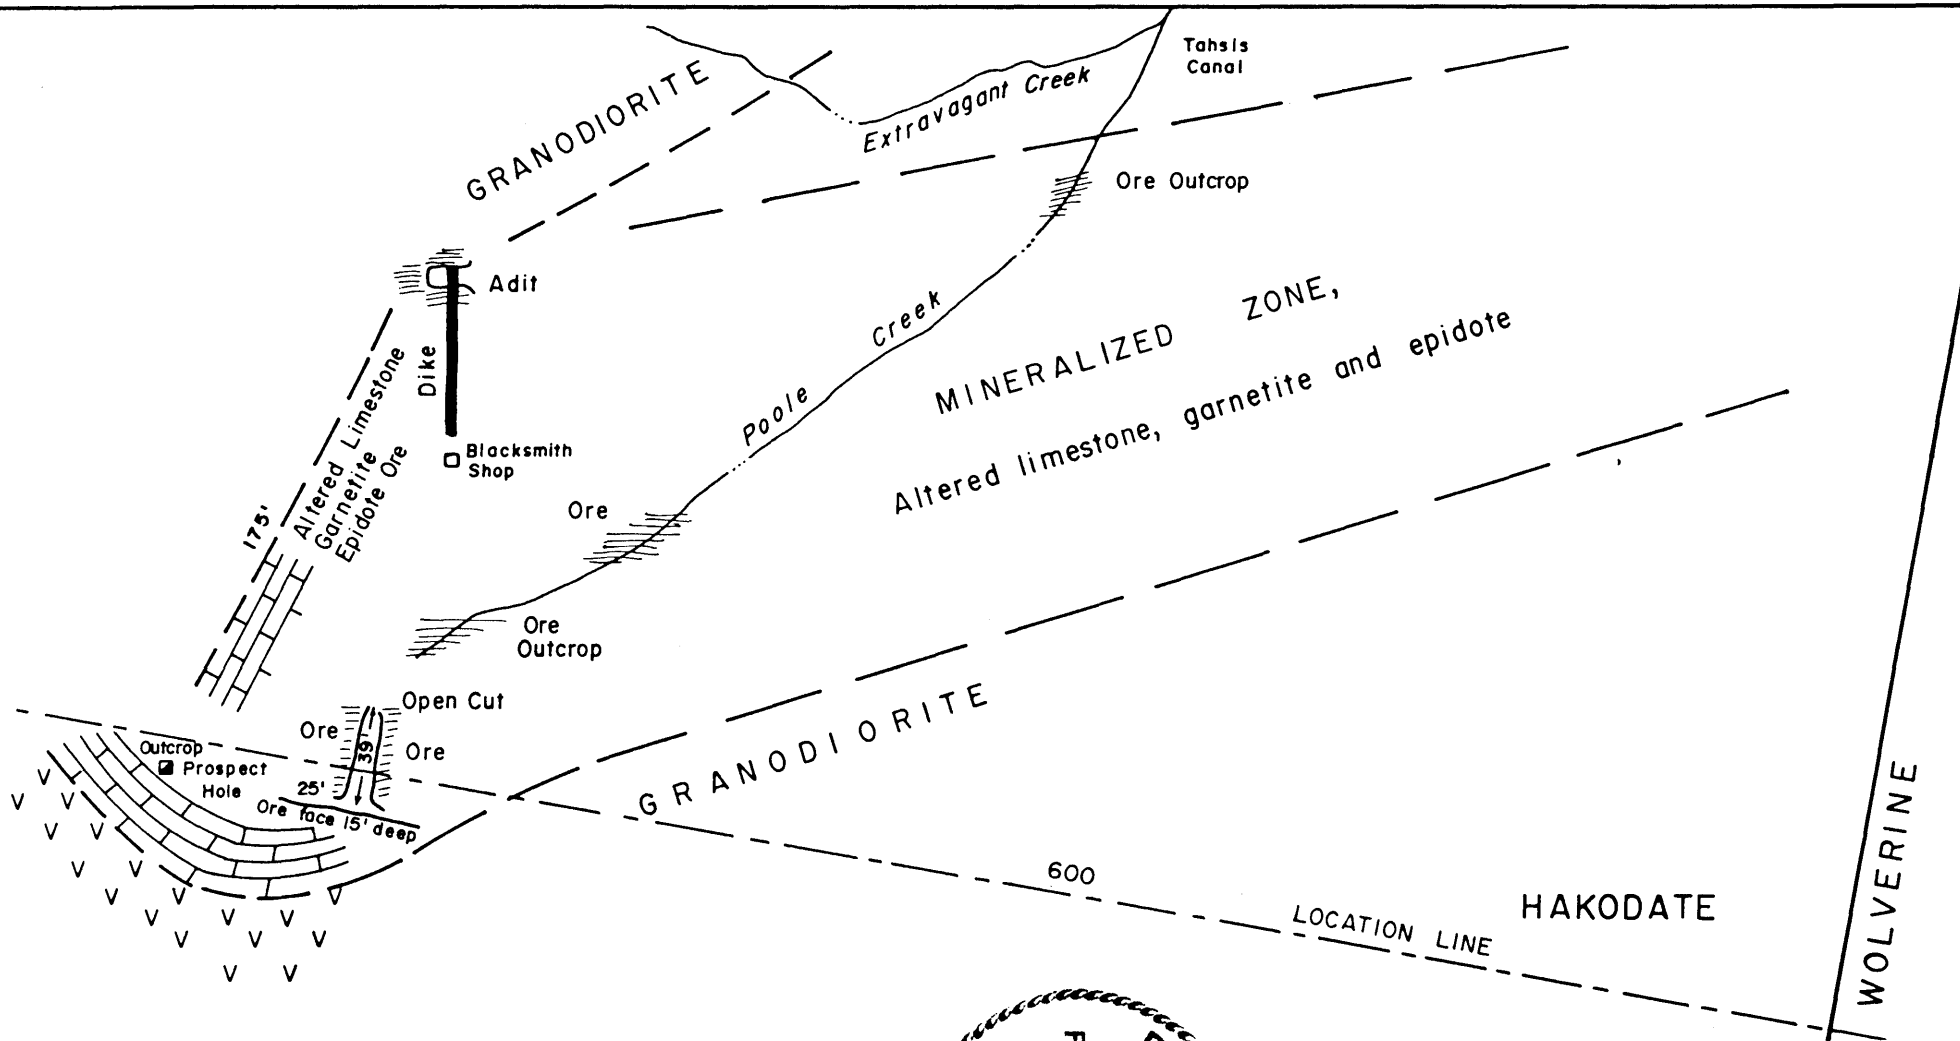 Tahsis
Canal
GRANODIORITE
Extravagant Creek
Ore Outcrop
Adit
ZONE,
Creek
MINERALIZED
Dike
Poole
Altered limestone, garnetite and epidote
Blacksmith
Shop
175'
Altered Limestone
Garnetite
Epidote Ore
Ore
Ore
Outcrop
Open Cut
Ore
39'
Ore
Outcrop
Prospect
Hole
25'
Ore face 15' deep
GRANODIORITE
600
HAKODATE
LOCATION LINE
WOLVERINE